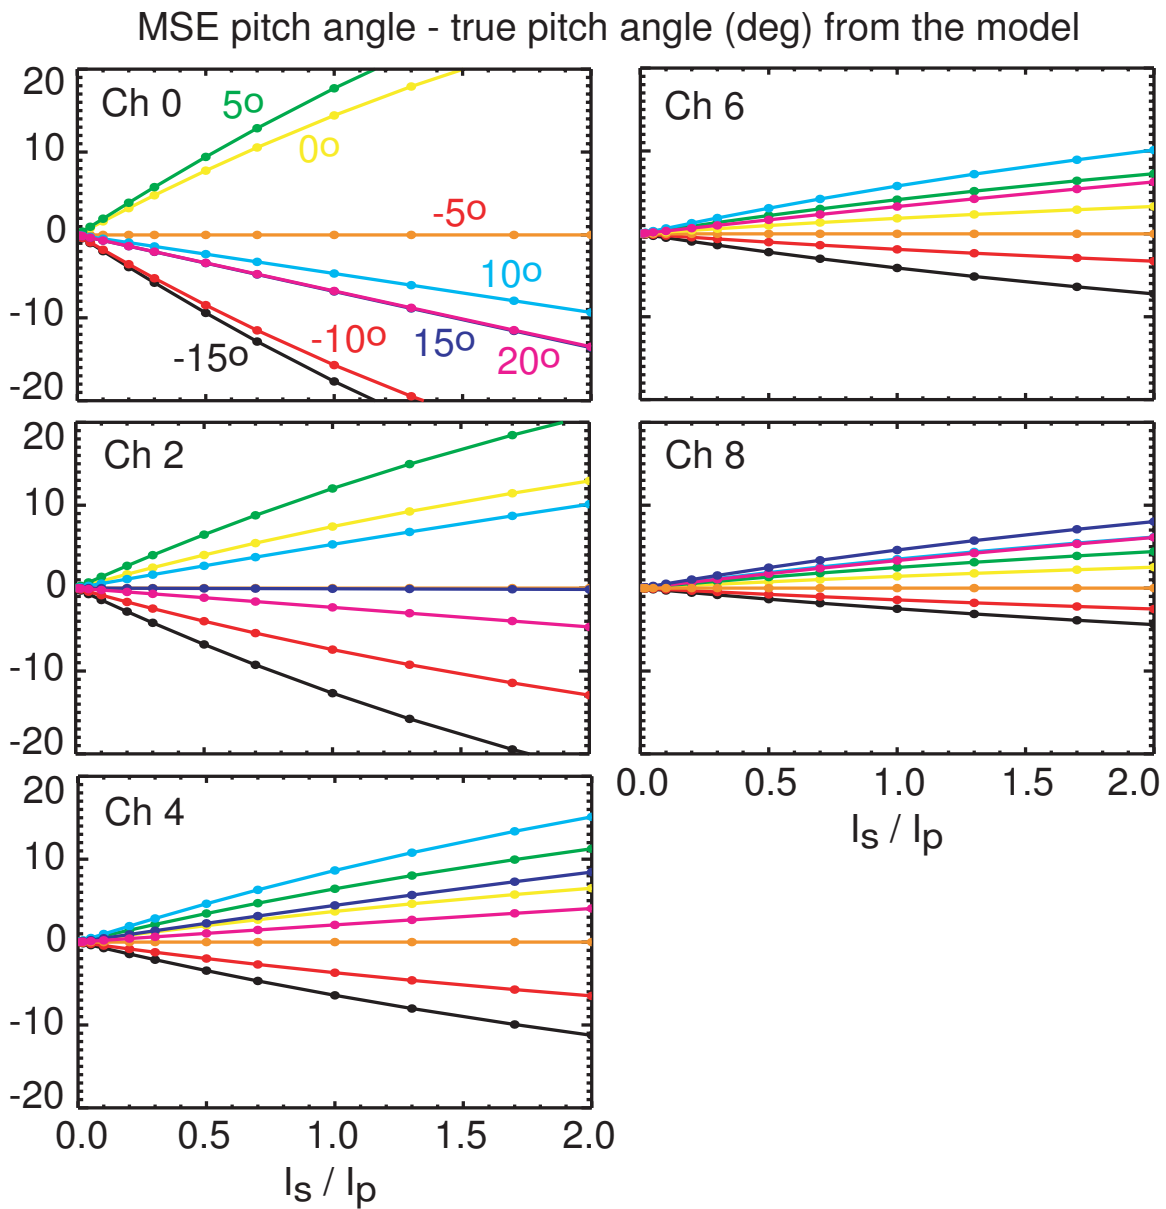 MSE pitch angle - true pitch angle (deg) from the model
20
10
0
-10
-20
Ch 0
5o
0o
-5o
10o
-10o
15o
20o
-15o
Ch 6
20
10
0
-10
-20
Ch 2
Ch 8
0.0 0.5 1.0 1.5 2.0
Is / Ip
20
10
0
-10
-20
Ch 4
0.0 0.5 1.0 1.5 2.0
Is / Ip